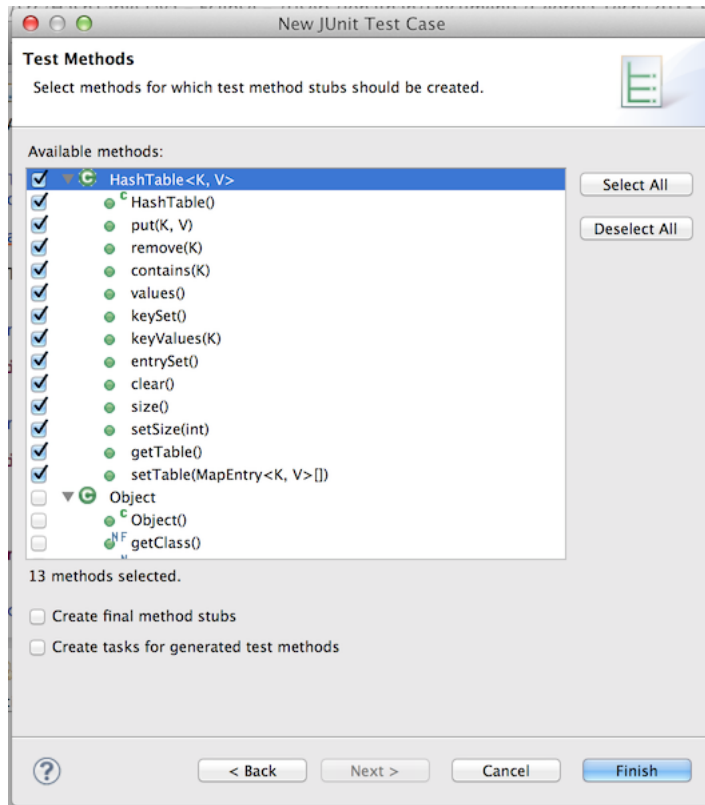 New JUnit Test Case
Test Methods
Select methods for which test method stubs should be created.
Available methods:
HashTable<K, V>
C HashTable()
put(K, V)
remove(K)
contains(K)
values()
keySet()
keyValues(K)
entrySet()
clear()
size()
setSize(int)
getTable()
setTable(MapEntry<K, V>[])
Object
C Object()
NF getClass()
Select All
Deselect All
13 methods selected.
Create final method stubs
Create tasks for generated test methods
?
< Back
Next >
Cancel
Finish